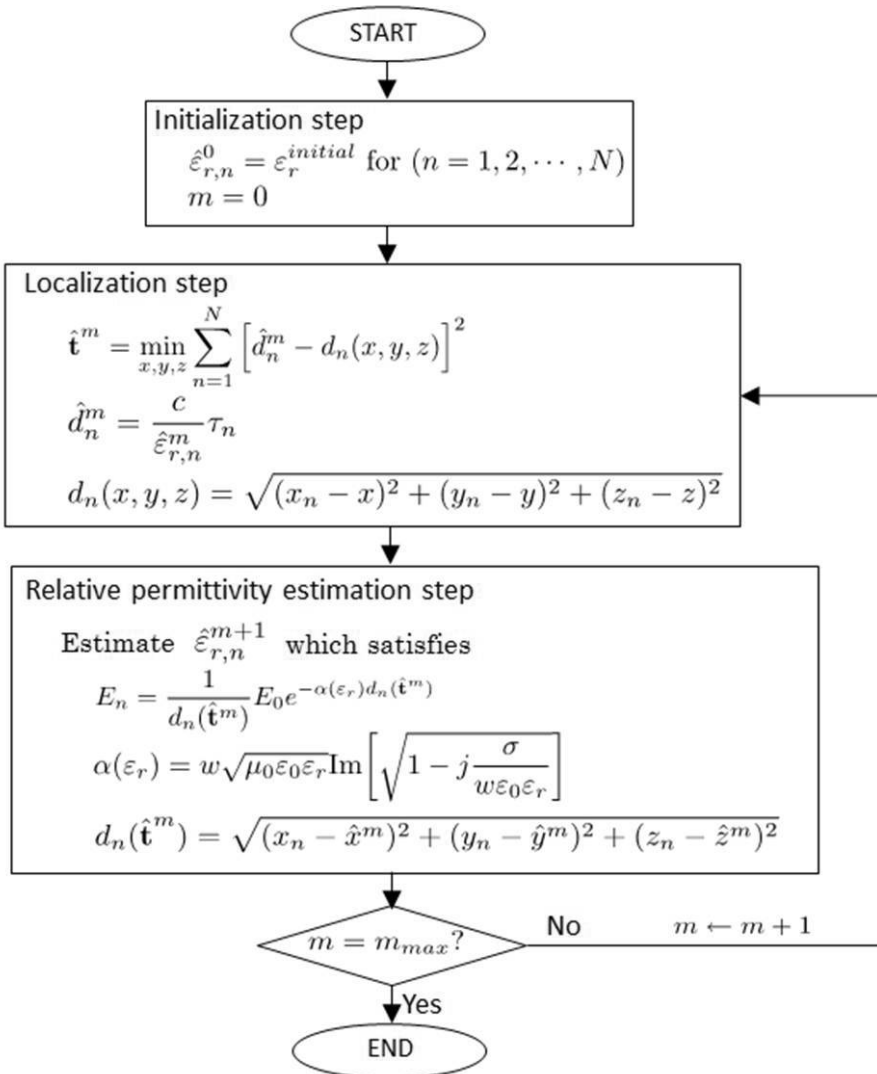 START
Initialization step
ε̂⁰_{r,n} = ε_r^{initial} for (n = 1, 2, ⋯ , N)
m = 0
Localization step
t̂^m = min_{x,y,z} ∑_{n=1}^{N} [d̂_n^m − d_n(x, y, z)]²
d̂_n^m = c/ε̂_{r,n}^m τ_n
d_n(x, y, z) = √((x_n − x)² + (y_n − y)² + (z_n − z)²)
Relative permittivity estimation step
Estimate ε̂_{r,n}^{m+1} which satisfies
E_n = 1/d_n(t̂^m) E_0 e^{−α(ε_r)d_n(t̂^m)}
α(ε_r) = w√(μ_0ε_0ε_r) Im[√(1 − j σ/(wε_0ε_r))]
d_n(t̂^m) = √((x_n − x̂^m)² + (y_n − ŷ^m)² + (z_n − ẑ^m)²)
m = m_{max}?
No
m ← m + 1
Yes
END